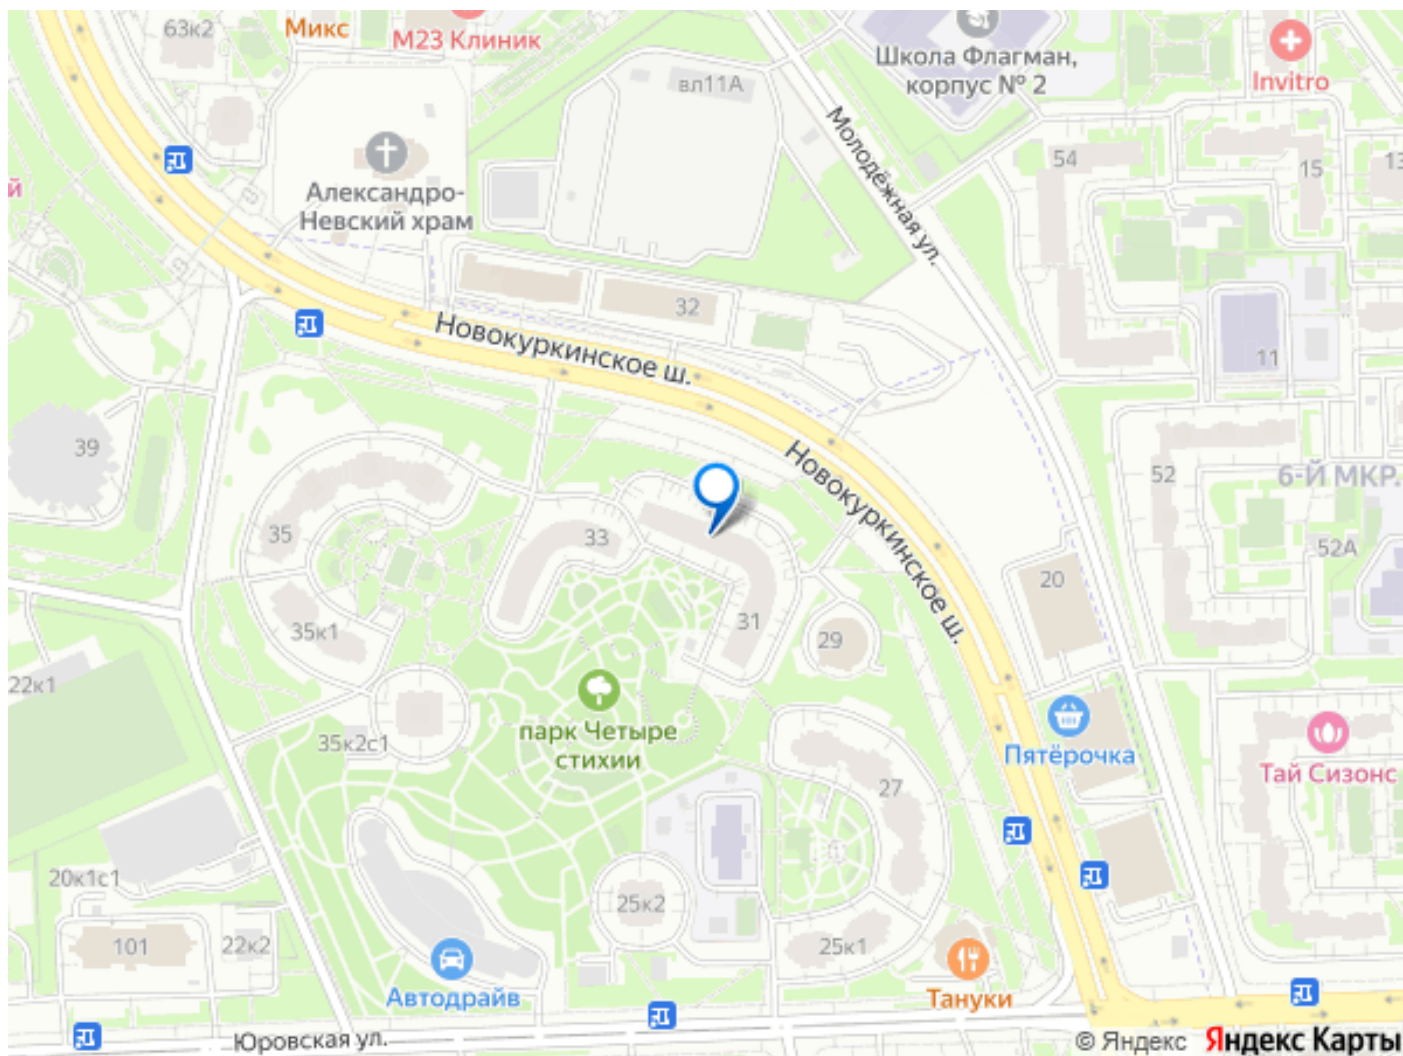 63к2
Микс
М23 Клиник
вл11А
Школа Флагман,
корпус № 2
Invitro
Молодёжная ул.
54
15
13
Александро-
Невский храм
й
32
Новокуркинское ш.
11
39
35
33
Новокуркинское ш.
52
6-Й МКР.
52А
20
35к1
31
29
22к1
парк Четыре
стихии
35к2с1
Пятёрочка
Тай Сизонс
27
20к1с1
25к2
101
22к2
25к1
Автодрайв
Тануки
Юровская ул.
© Яндекс Яндекс Карты